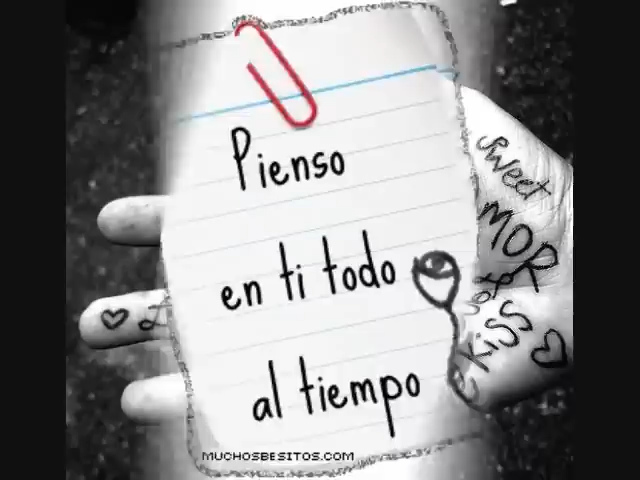 Pienso
en ti todo
al tiempo
MUCHOSBESITOS.COM
sweet
MOR
kiss